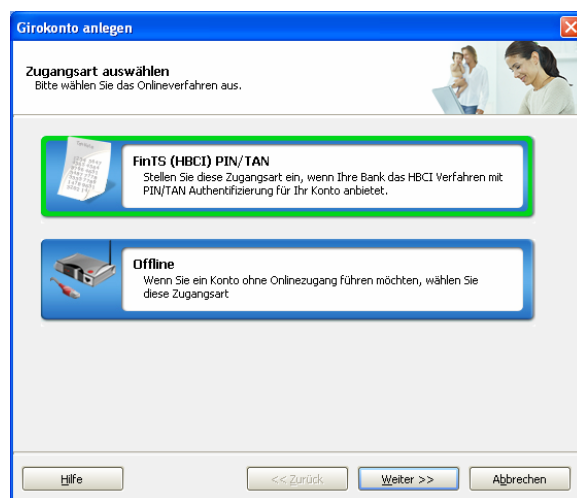 Girokonto anlegen
Zugangsart auswählen
Bitte wählen Sie das Onlineverfahren aus.
FinTS (HBCI) PIN/TAN
Stellen Sie diese Zugangsart ein, wenn Ihre Bank das HBCI Verfahren mit
PIN/TAN Authentifizierung für Ihr Konto anbietet.
Offline
Wenn Sie ein Konto ohne Onlinezugang führen möchten, wählen Sie
diese Zugangsart
Hilfe
<< Zurück
Weiter >>
Abbrechen